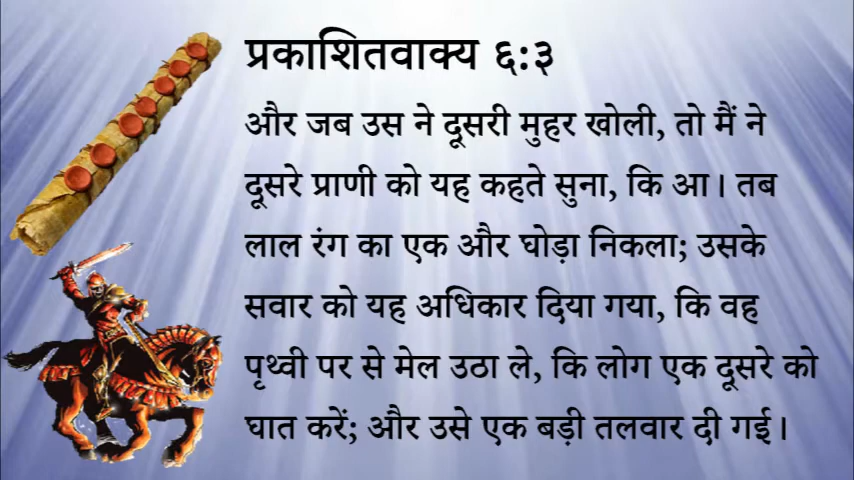 प्रकाशितवाक्य ६:३
और जब उस ने दूसरी मुहर खोली, तो मैं ने
दूसरे प्राणी को यह कहते सुना, कि आ। तब
लाल रंग का एक और घोड़ा निकला; उसके
सवार को यह अधिकार दिया गया, कि वह
पृथ्वी पर से मेल उठा ले, कि लोग एक दूसरे को
घात करें; और उसे एक बड़ी तलवार दी गई।